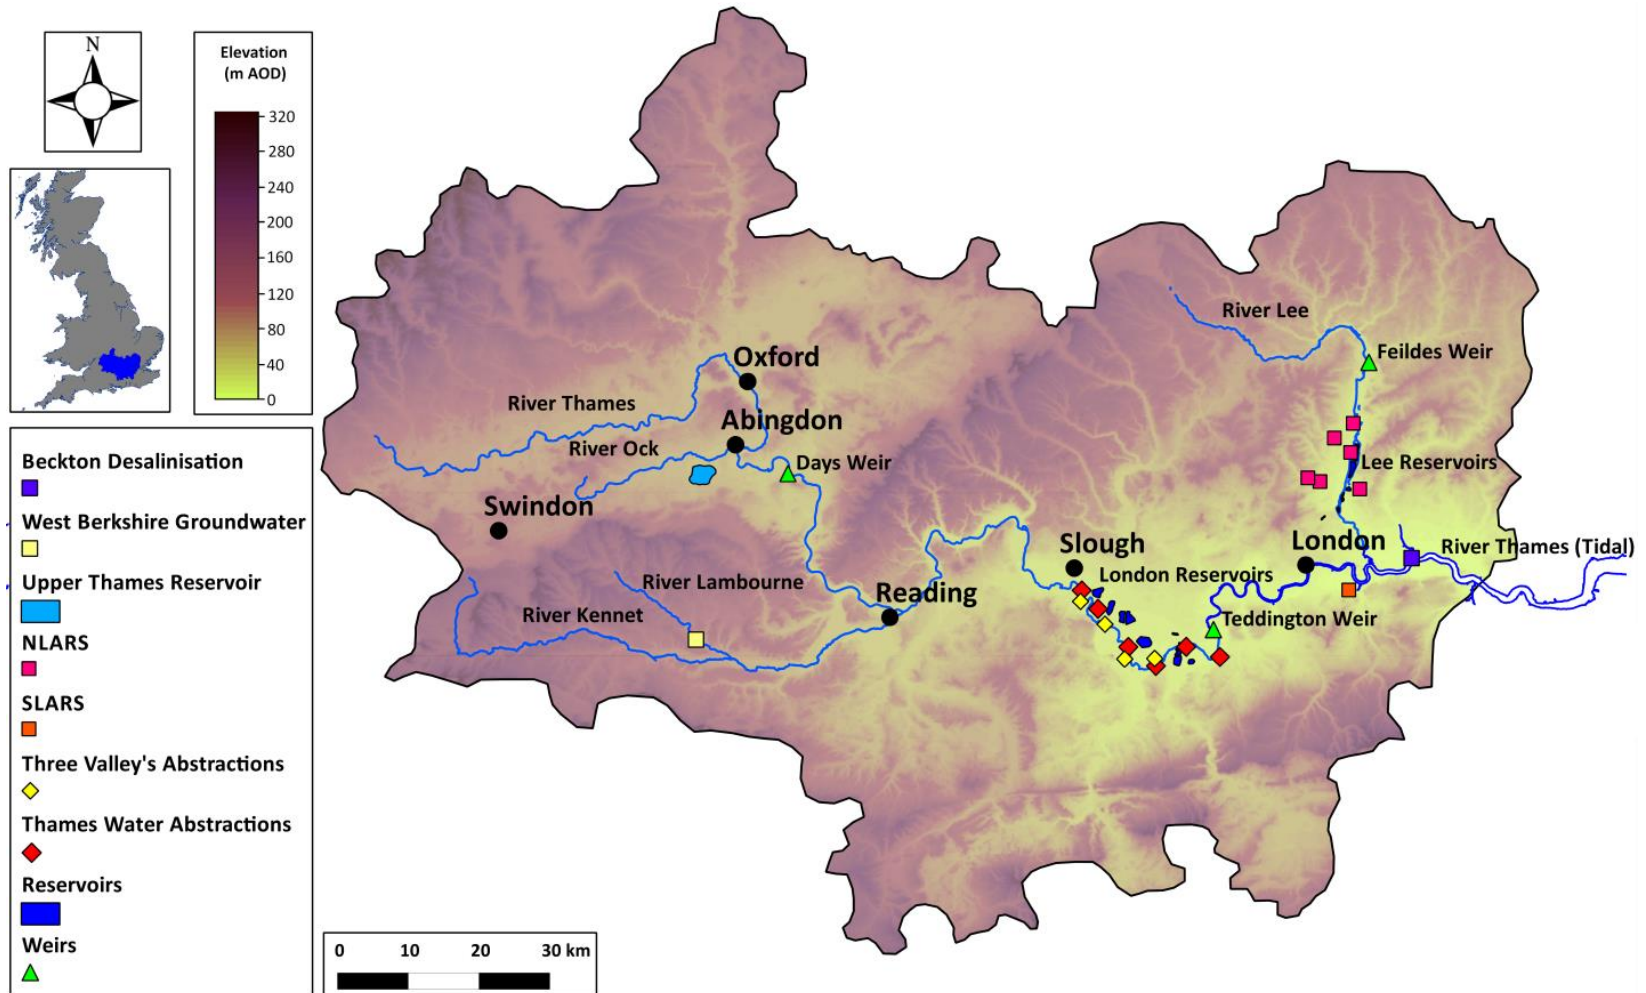 N
Elevation
(m AOD)
320
280
240
200
160
120
80
40
0
Beckton Desalinisation
West Berkshire Groundwater
Upper Thames Reservoir
NLARS
SLARS
Three Valley's Abstractions
Thames Water Abstractions
Reservoirs
Weirs
0 10 20 30 km
River Lee
Feildes Weir
Oxford
River Thames
Abingdon
River Ock
Days Weir
Lee Reservoirs
Swindon
Slough
London
River Thames (Tidal)
London Reservoirs
River Lambourne
Reading
River Kennet
Teddington Weir